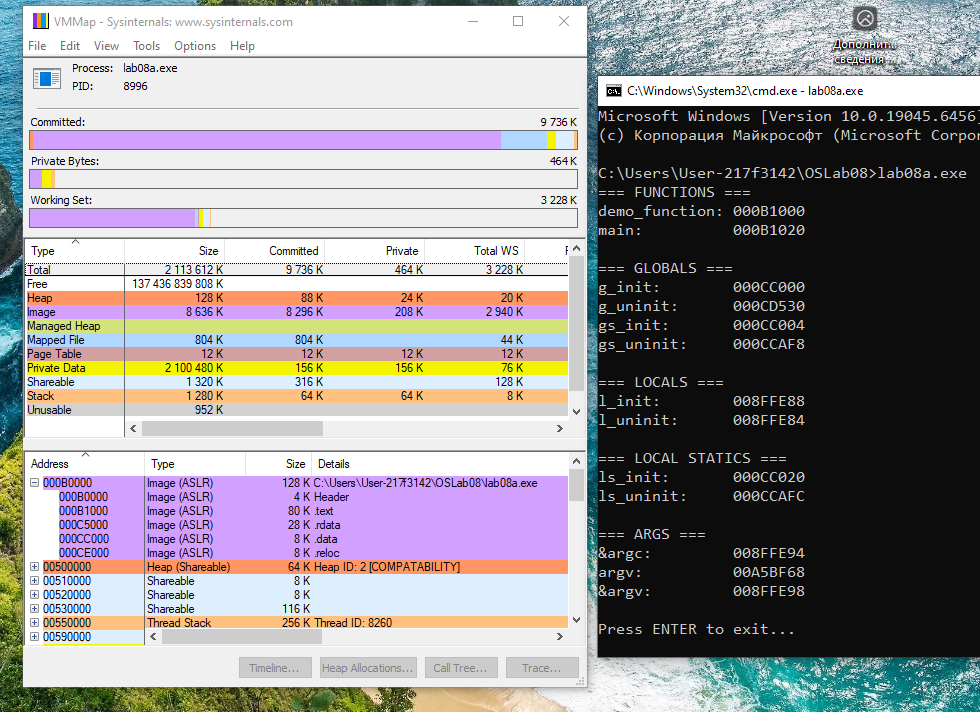 VMMap - Sysinternals: www.sysinternals.com
File Edit View Tools Options Help
Process: lab08a.exe
PID: 8996
Committed: 9 736 K
Private Bytes: 464 K
Working Set: 3 228 K
Type Size Committed Private Total WS
Total 2 113 612 K 9 736 K 464 K 3 228 K
Free 137 436 839 808 K
Heap 128 K 88 K 24 K 20 K
Image 8 636 K 8 296 K 208 K 2 940 K
Managed Heap
Mapped File 804 K 804 K 44 K
Page Table 12 K 12 K 12 K 12 K
Private Data 2 100 480 K 156 K 156 K 76 K
Shareable 1 320 K 316 K 128 K
Stack 1 280 K 64 K 64 K 8 K
Unusable 952 K
Address Type Size Details
000B0000 Image (ASLR) 128 K C:\Users\User-217f3142\OSLab08\lab08a.exe
000B0000 Image (ASLR) 4 K Header
000B1000 Image (ASLR) 80 K .text
000C5000 Image (ASLR) 28 K .rdata
000CC000 Image (ASLR) 8 K .data
000CE000 Image (ASLR) 8 K .reloc
00500000 Heap (Shareable) 64 K Heap ID: 2 [COMPATABILITY]
00510000 Shareable 8 K
00520000 Shareable 8 K
00530000 Shareable 116 K
00550000 Thread Stack 256 K Thread ID: 8260
00590000
Timeline... Heap Allocations... Call Tree... Trace...
Дополнит...
сведения
C:\Windows\System32\cmd.exe - lab08a.exe
Microsoft Windows [Version 10.0.19045.6456]
(c) Корпорация Майкрософт (Microsoft Corpor
C:\Users\User-217f3142\OSLab08>lab08a.exe
=== FUNCTIONS ===
demo_function: 000B1000
main: 000B1020
=== GLOBALS ===
g_init: 000CC000
g_uninit: 000CD530
gs_init: 000CC004
gs_uninit: 000CCAF8
=== LOCALS ===
l_init: 008FFE88
l_uninit: 008FFE84
=== LOCAL STATICS ===
ls_init: 000CC020
ls_uninit: 000CCAFC
=== ARGS ===
&argc: 008FFE94
argv: 00A5BF68
&argv: 008FFE98
Press ENTER to exit...